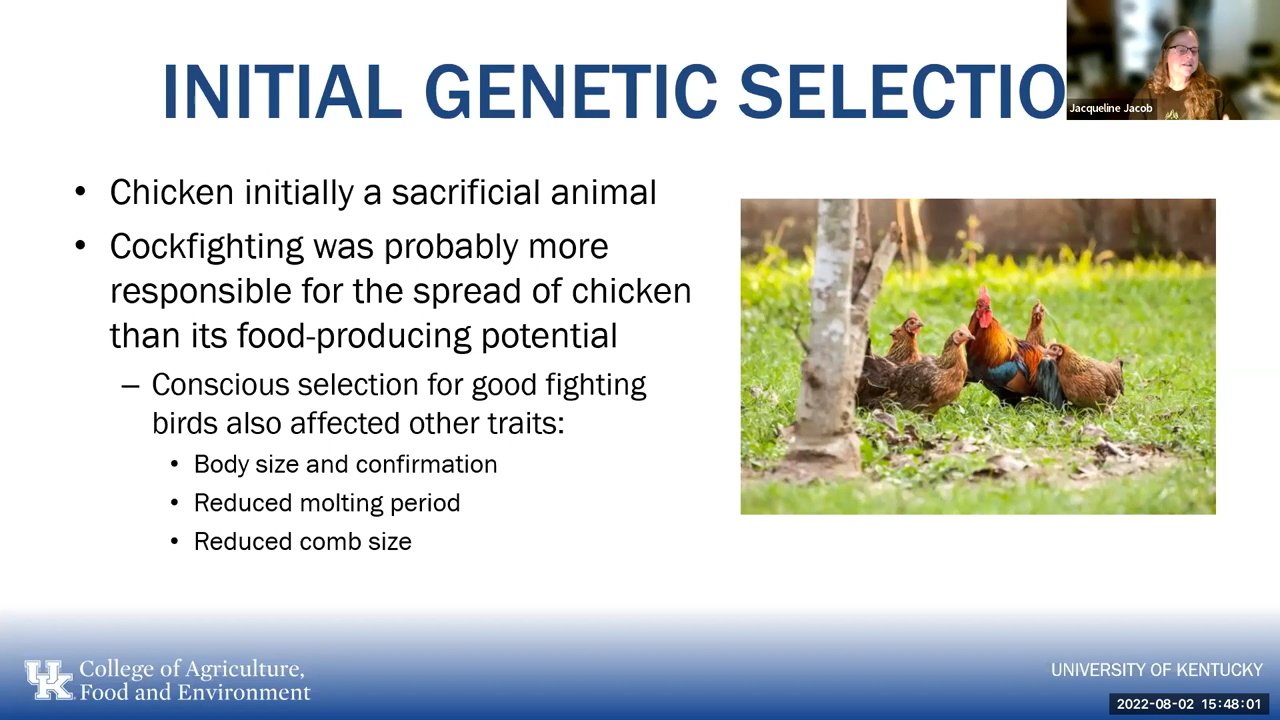 INITIAL GENETIC SELECTIO
Jacqueline Jacob
• Chicken initially a sacrificial animal
• Cockfighting was probably more
responsible for the spread of chicken
than its food-producing potential
– Conscious selection for good fighting
birds also affected other traits:
• Body size and confirmation
• Reduced molting period
• Reduced comb size
UK
College of Agriculture,
Food and Environment
UNIVERSITY OF KENTUCKY
2022-08-02 15:48:01